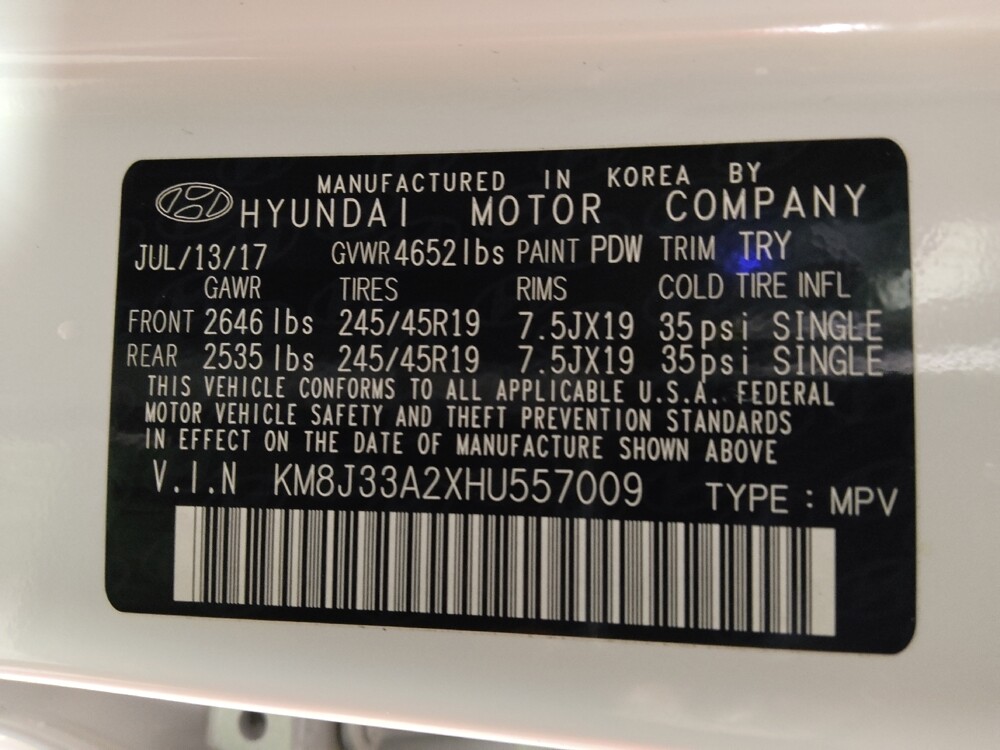 MANUFACTURED IN KOREA BY
HYUNDAI MOTOR COMPANY
JUL/13/17 GVWR 4652lbs PAINT PDW TRIM TRY
GAWR TIRES RIMS COLD TIRE INFL
FRONT 2646 lbs 245/45R19 7.5JX19 35psi SINGLE
REAR 2535 lbs 245/45R19 7.5JX19 35psi SINGLE
THIS VEHICLE CONFORMS TO ALL APPLICABLE U.S.A. FEDERAL
MOTOR VEHICLE SAFETY AND THEFT PREVENTION STANDARDS
IN EFFECT ON THE DATE OF MANUFACTURE SHOWN ABOVE
V.I.N KM8J33A2XHU557009 TYPE : MPV